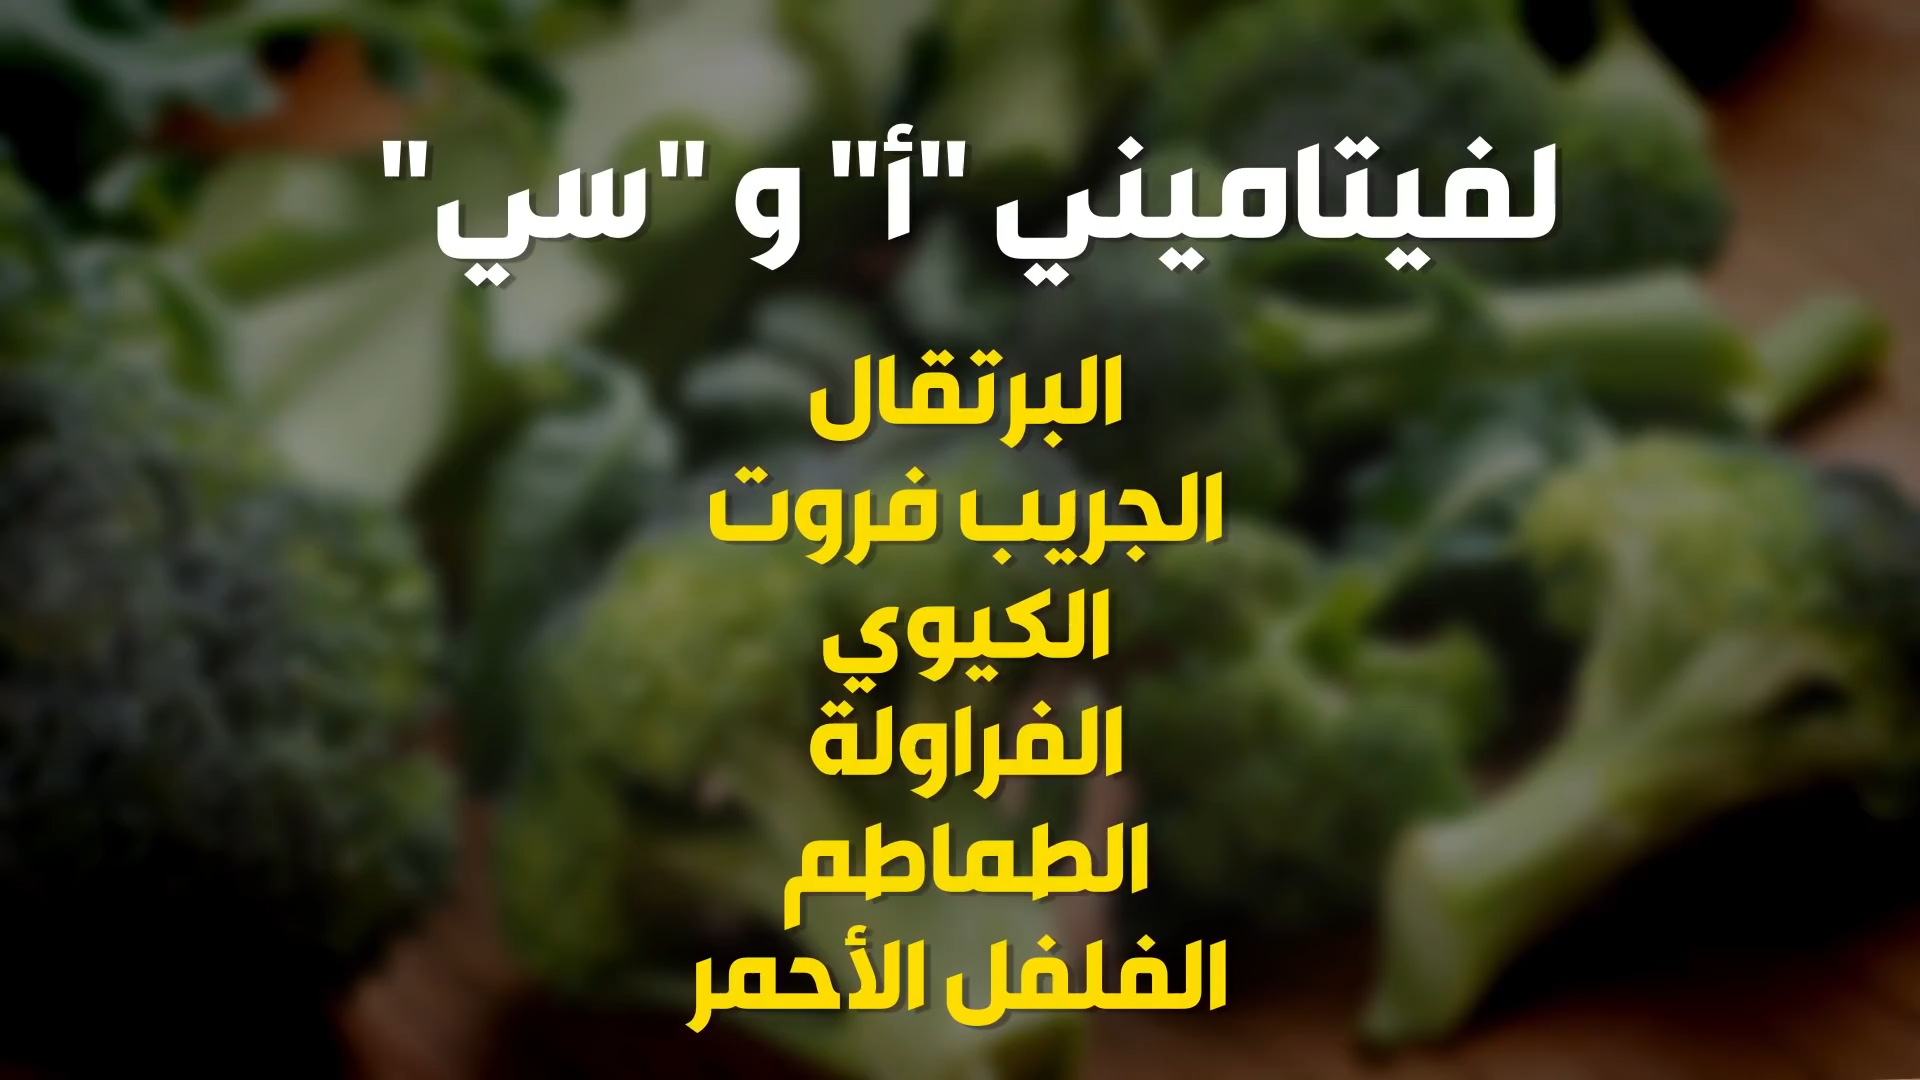 لفيتاميني "أ" و "سي"
البرتقال
الجريب فروت
الكيوي
الفراولة
الطماطم
الفلفل الأحمر